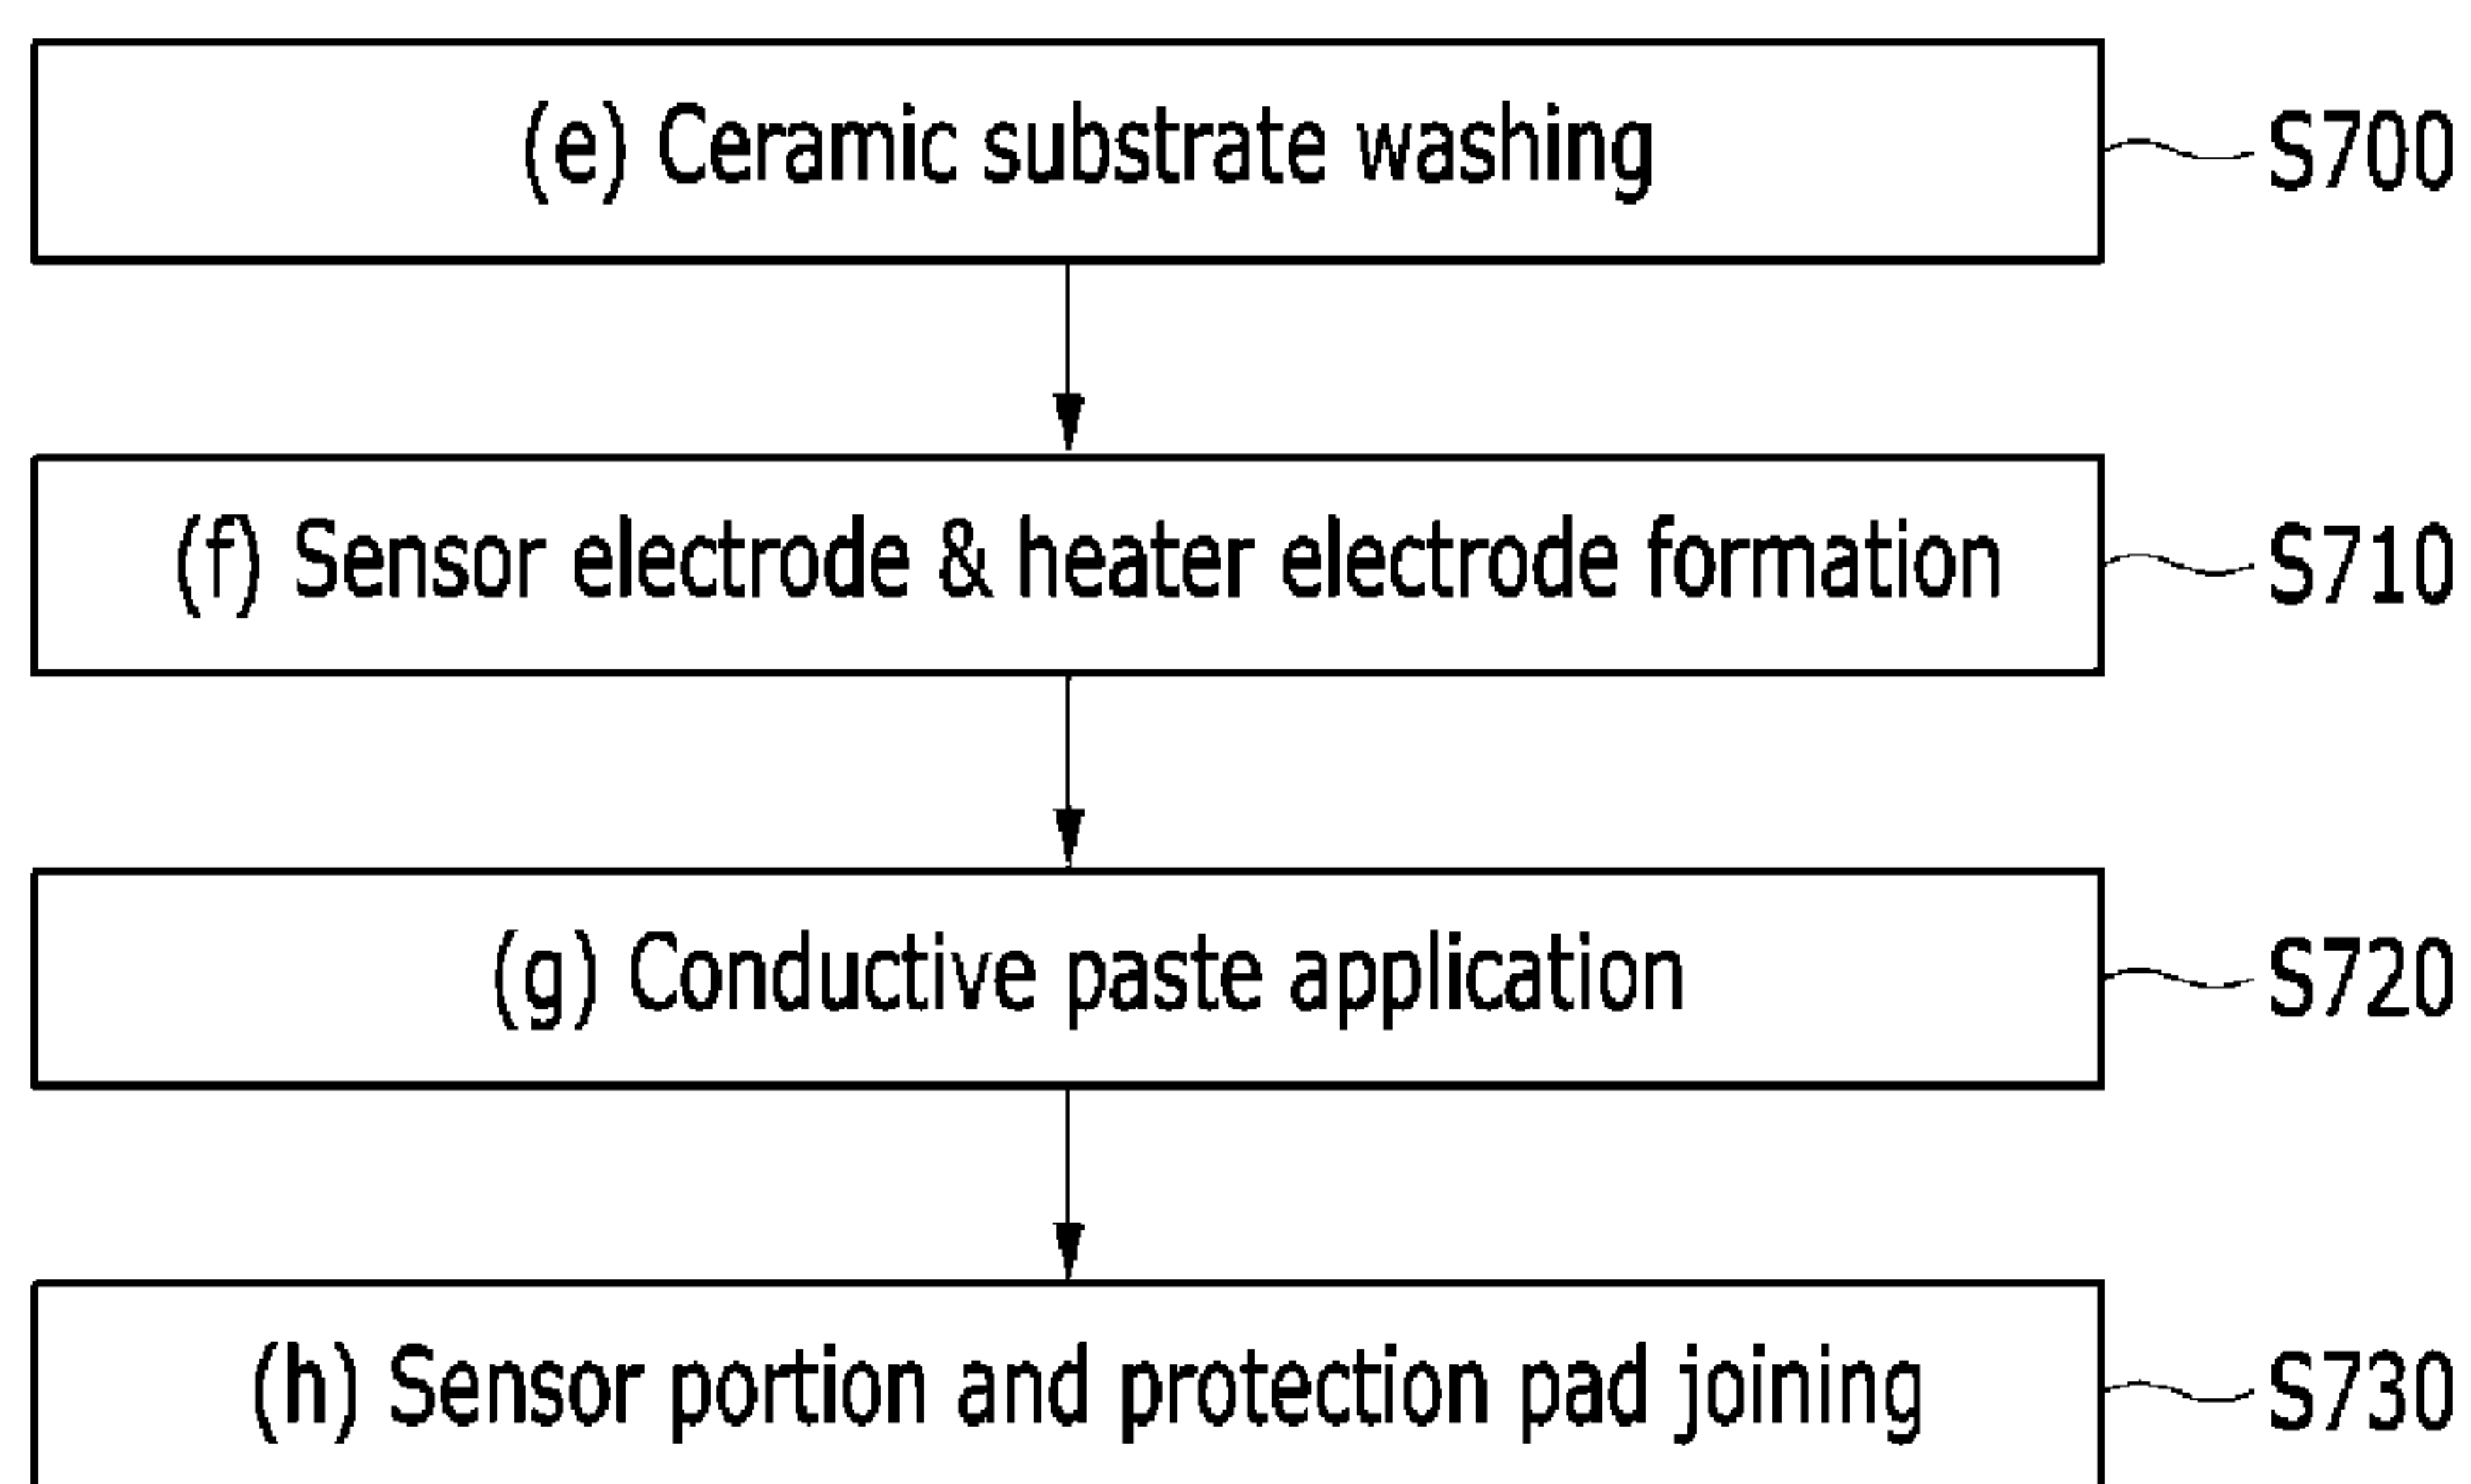 (e) Ceramic substrate washing S700
(f) Sensor electrode & heater electrode formation S710
(g) Conductive paste application S720
(h) Sensor portion and protection pad joining S730